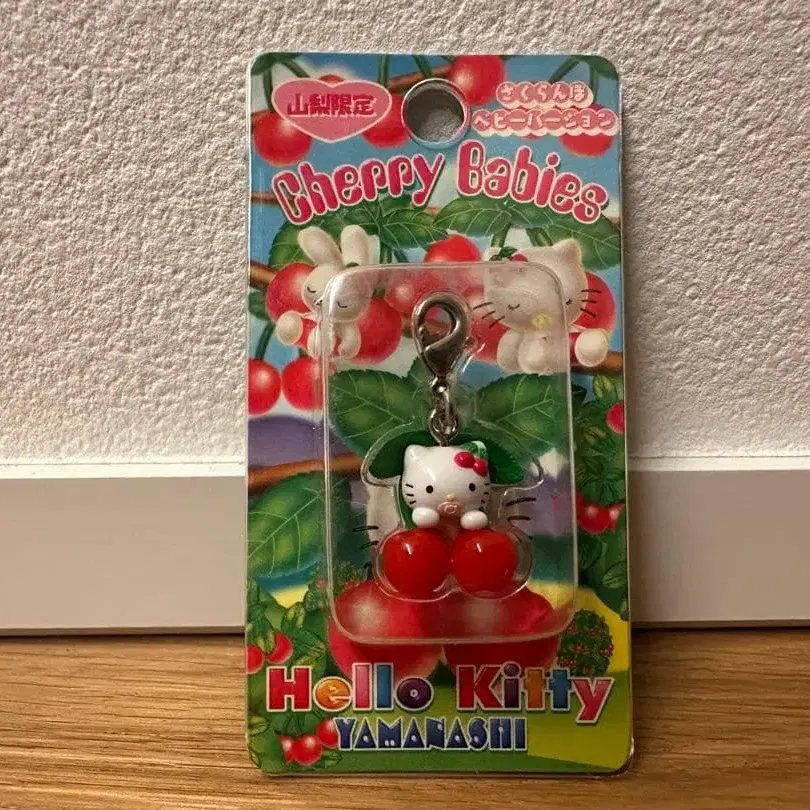 山梨限定
さくらんぼ
ベビーバージョン
Cherry Babies
Hello Kitty
YAMANASHI